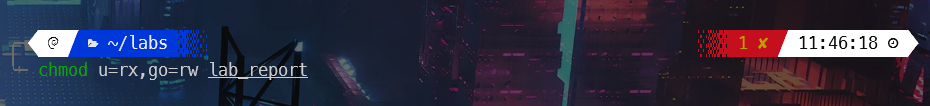 ~/labs 1 ✘ 11:46:18
chmod u=rx,go=rw lab_report